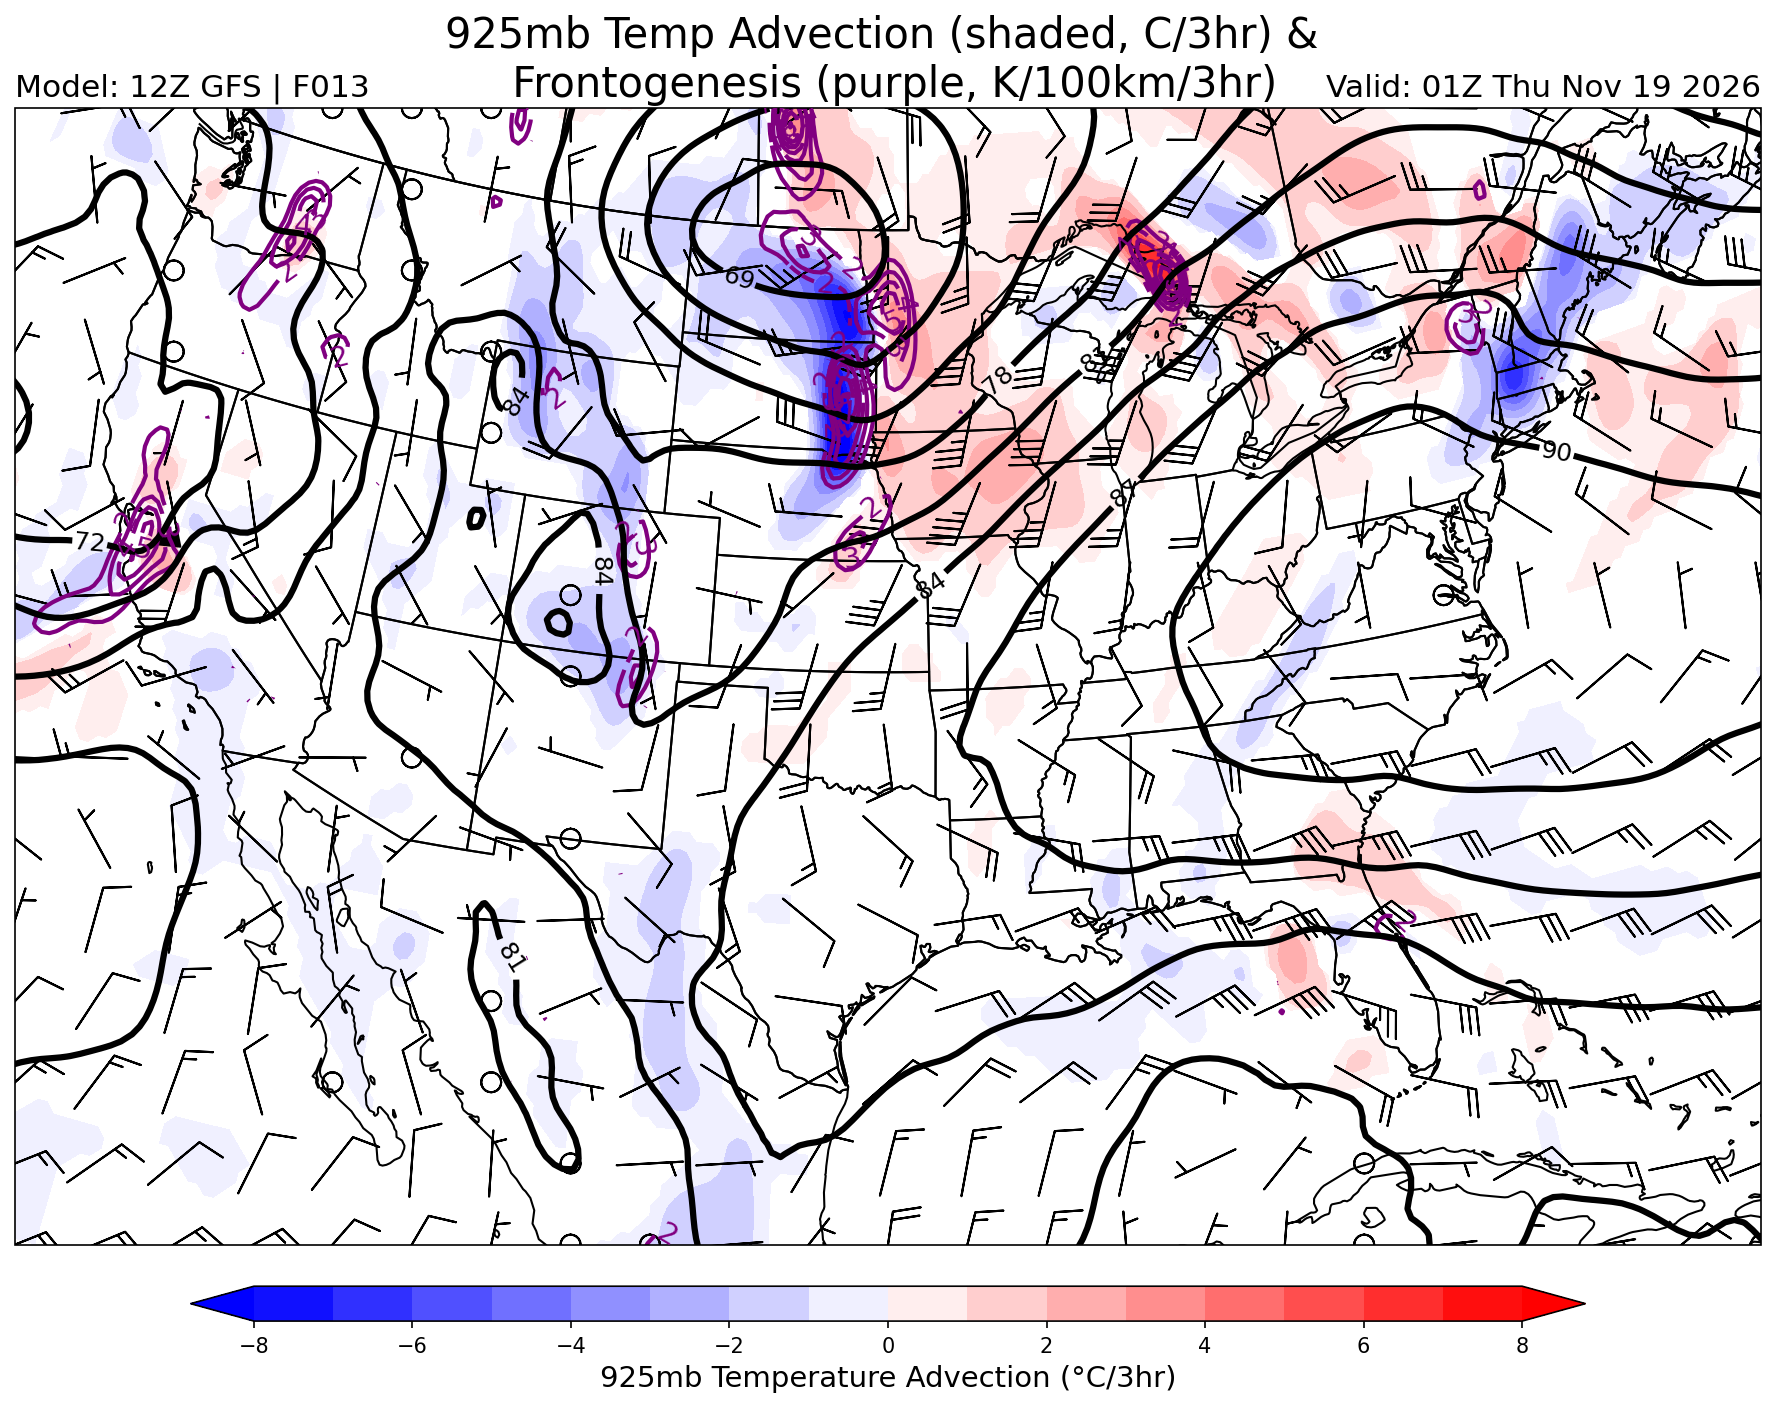 925mb Temp Advection (shaded, C/3hr) &
Model: 12Z GFS | F013 Frontogenesis (purple, K/100km/3hr) Valid: 01Z Thu Nov 19 2026
69
84
78
90
87
72
84
84
81
−8 −6 −4 −2 0 2 4 6 8
925mb Temperature Advection (°C/3hr)